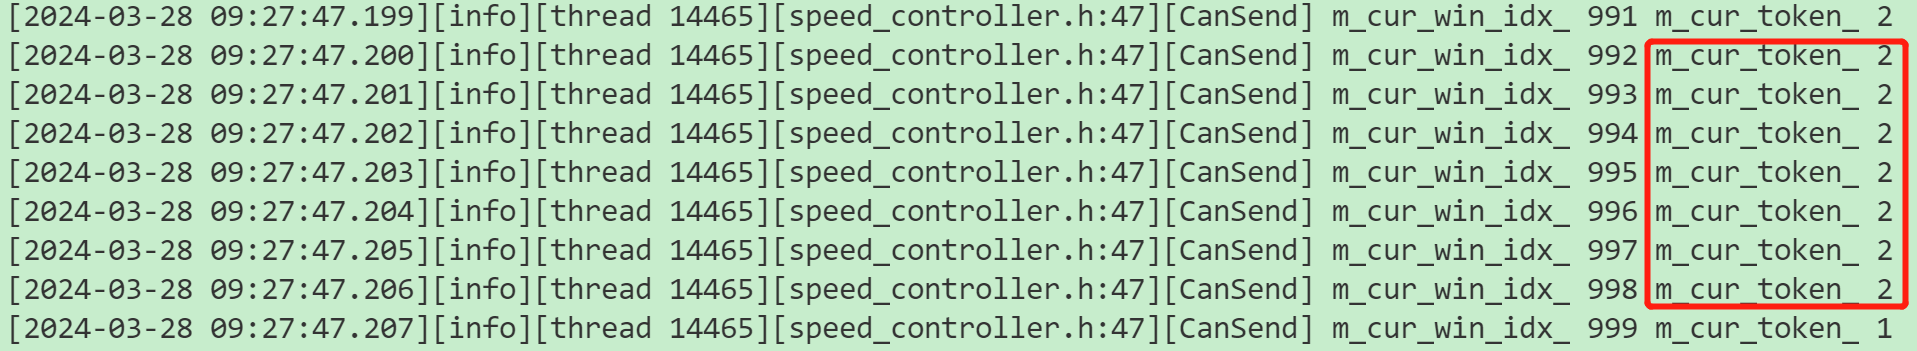 [2024-03-28 09:27:47.199][info][thread 14465][speed_controller.h:47][CanSend] m_cur_win_idx_ 991 m_cur_token_ 2
[2024-03-28 09:27:47.200][info][thread 14465][speed_controller.h:47][CanSend] m_cur_win_idx_ 992 m_cur_token_ 2
[2024-03-28 09:27:47.201][info][thread 14465][speed_controller.h:47][CanSend] m_cur_win_idx_ 993 m_cur_token_ 2
[2024-03-28 09:27:47.202][info][thread 14465][speed_controller.h:47][CanSend] m_cur_win_idx_ 994 m_cur_token_ 2
[2024-03-28 09:27:47.203][info][thread 14465][speed_controller.h:47][CanSend] m_cur_win_idx_ 995 m_cur_token_ 2
[2024-03-28 09:27:47.204][info][thread 14465][speed_controller.h:47][CanSend] m_cur_win_idx_ 996 m_cur_token_ 2
[2024-03-28 09:27:47.205][info][thread 14465][speed_controller.h:47][CanSend] m_cur_win_idx_ 997 m_cur_token_ 2
[2024-03-28 09:27:47.206][info][thread 14465][speed_controller.h:47][CanSend] m_cur_win_idx_ 998 m_cur_token_ 2
[2024-03-28 09:27:47.207][info][thread 14465][speed_controller.h:47][CanSend] m_cur_win_idx_ 999 m_cur_token_ 1